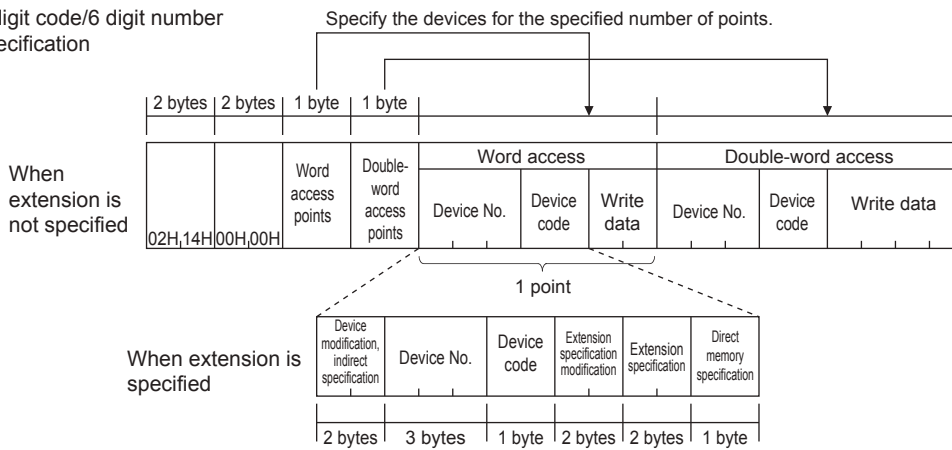 digit code/6 digit number
Specify the devices for the specified number of points.
2 bytes 2 bytes 1 byte 1 byte
When
extension is
not specified
02H,14H 00H,00H
Word
access
points
Double-
word
access
points
Word access
Device No.
Device
code
Write
data
Double-word access
Device No.
Device
code
Write data
1 point
When extension is
specified
Device
modification,
indirect
specification
Device No.
Device
code
Extension
specification
modification
Extension
specification
Direct
memory
specification
2 bytes 3 bytes 1 byte 2 bytes 2 bytes 1 byte